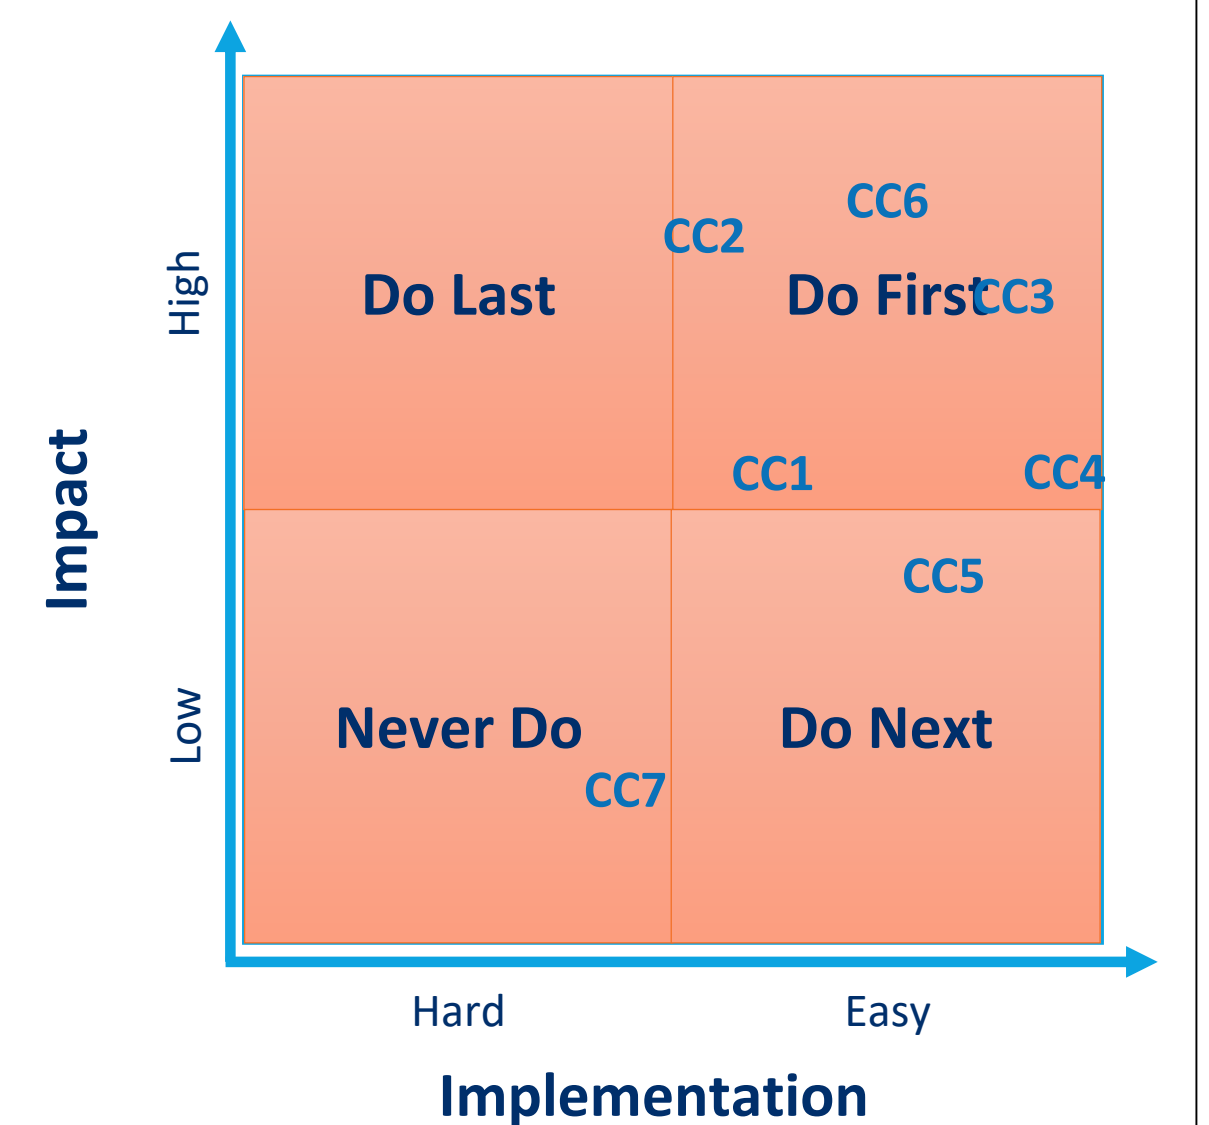 CC6
CC2
High
Do Last
Do First
CC3
CC1
CC4
Impact
CC5
Low
Never Do
Do Next
CC7
Hard
Easy
Implementation